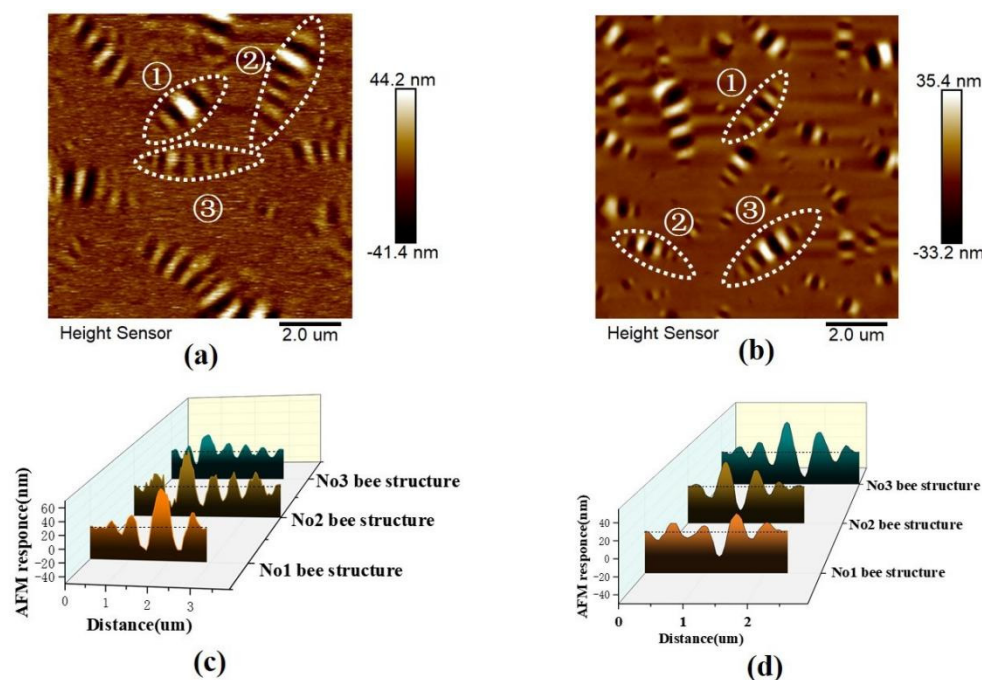 ①
②
③
44.2 nm
-41.4 nm
Height Sensor
2.0 um
(a)
①
②
③
35.4 nm
-33.2 nm
Height Sensor
2.0 um
(b)
AFM responce(nm)
60
40
20
0
-20
-40
0
1
2
3
Distance(um)
No1 bee structure
No2 bee structure
No3 bee structure
(c)
AFM responce(nm)
40
20
0
-20
-40
0
1
2
Distance(um)
No1 bee structure
No2 bee structure
No3 bee structure
(d)